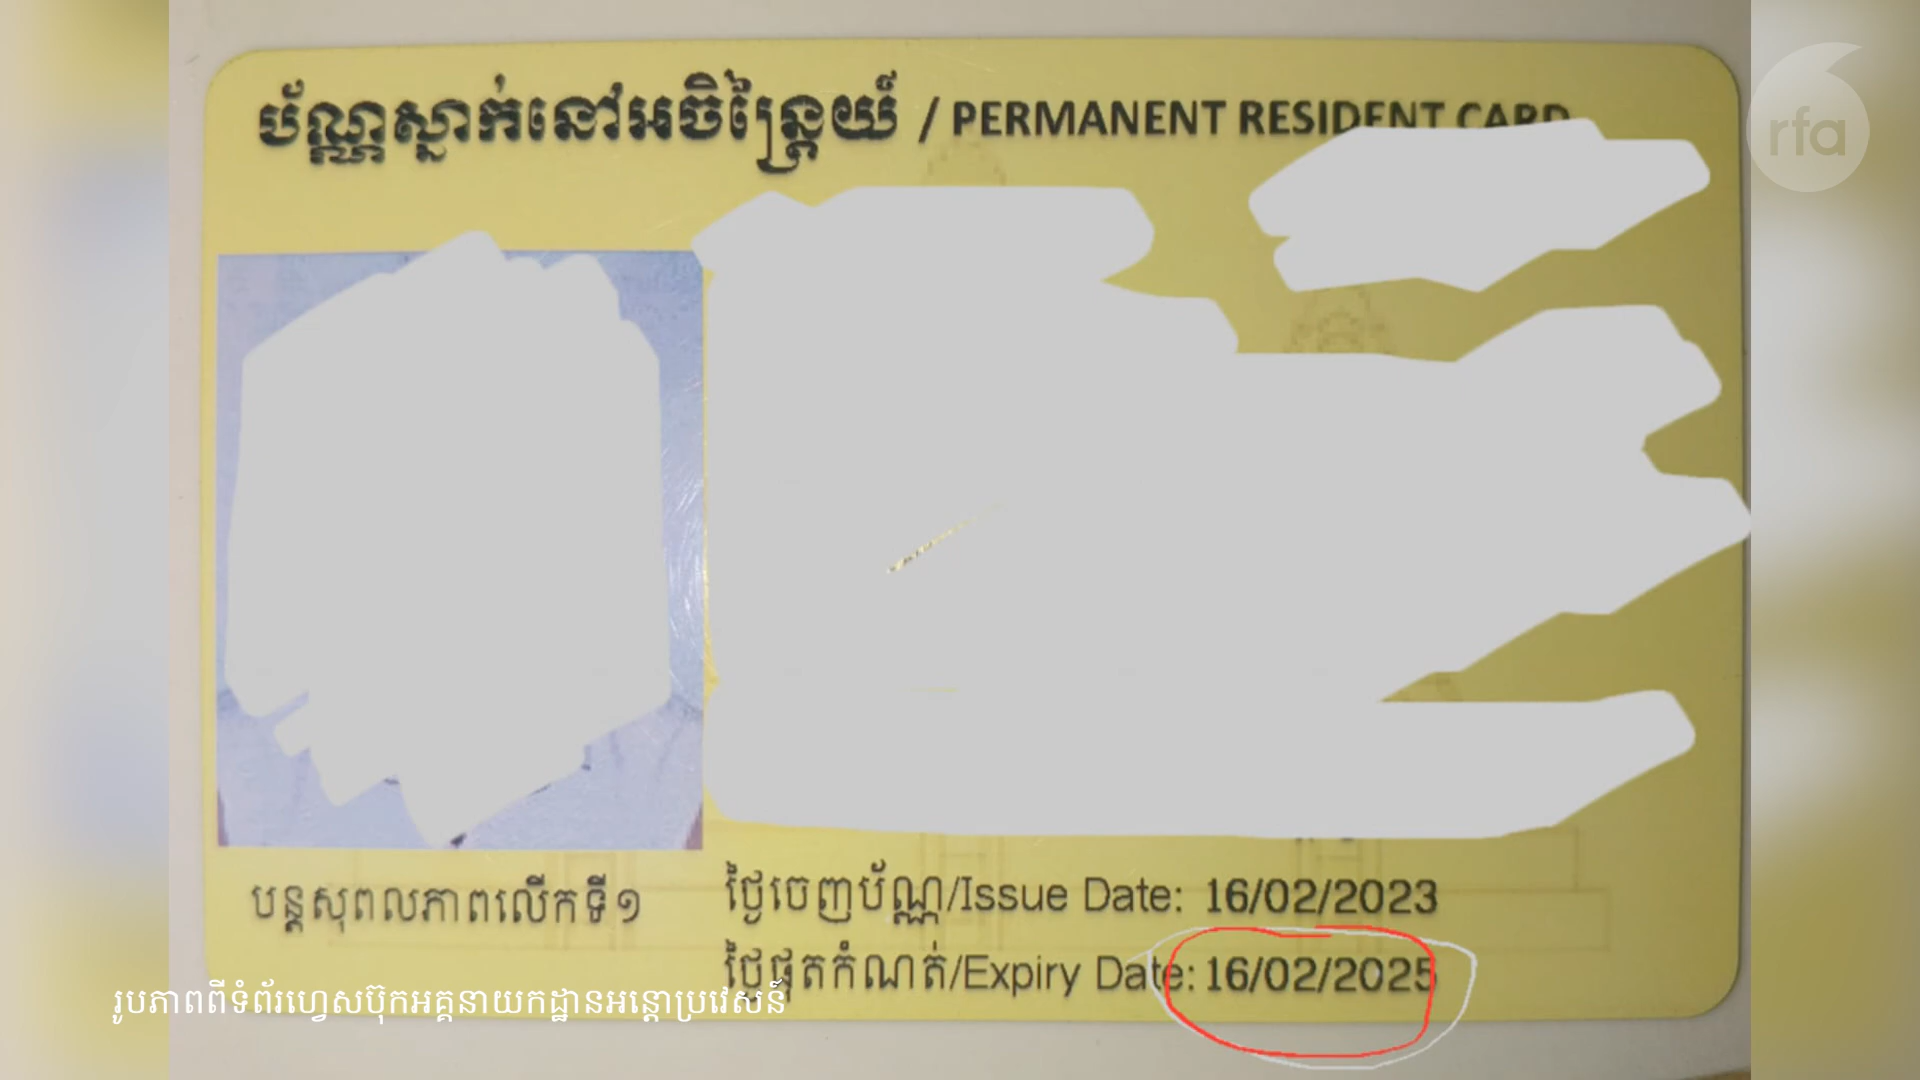 ប័ណ្ណស្នាក់នៅអចិន្ត្រៃយ៍ / PERMANENT RESIDENT CARD
rfa
បន្តសុពលភាពលើកទី១
ថ្ងៃចេញប័ណ្ណ/Issue Date: 16/02/2023
ថ្ងៃផុតកំណត់/Expiry Date: 16/02/2025
រូបភាពពីទំព័រហ្វេសប៊ុកអគ្គនាយកដ្ឋានអន្តោប្រវេសន៍